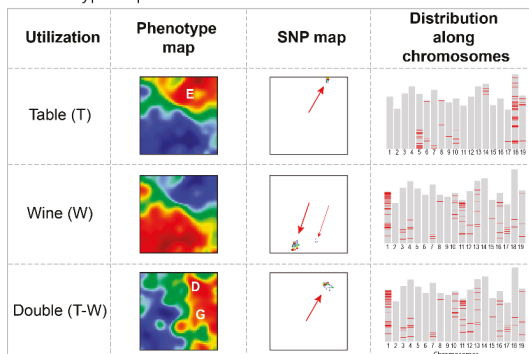 Utilization
Phenotype
map
SNP map
Distribution
along
chromosomes
Table (T)
E
1 2 3 4 5 6 7 8 9 10 11 12 13 14 15 16 17 18 19
Wine (W)
1 2 3 4 5 6 7 8 9 10 11 12 13 14 15 16 17 18 19
Double (T-W)
D
G
1 2 3 4 5 6 7 8 9 10 11 12 13 14 15 16 17 18 19